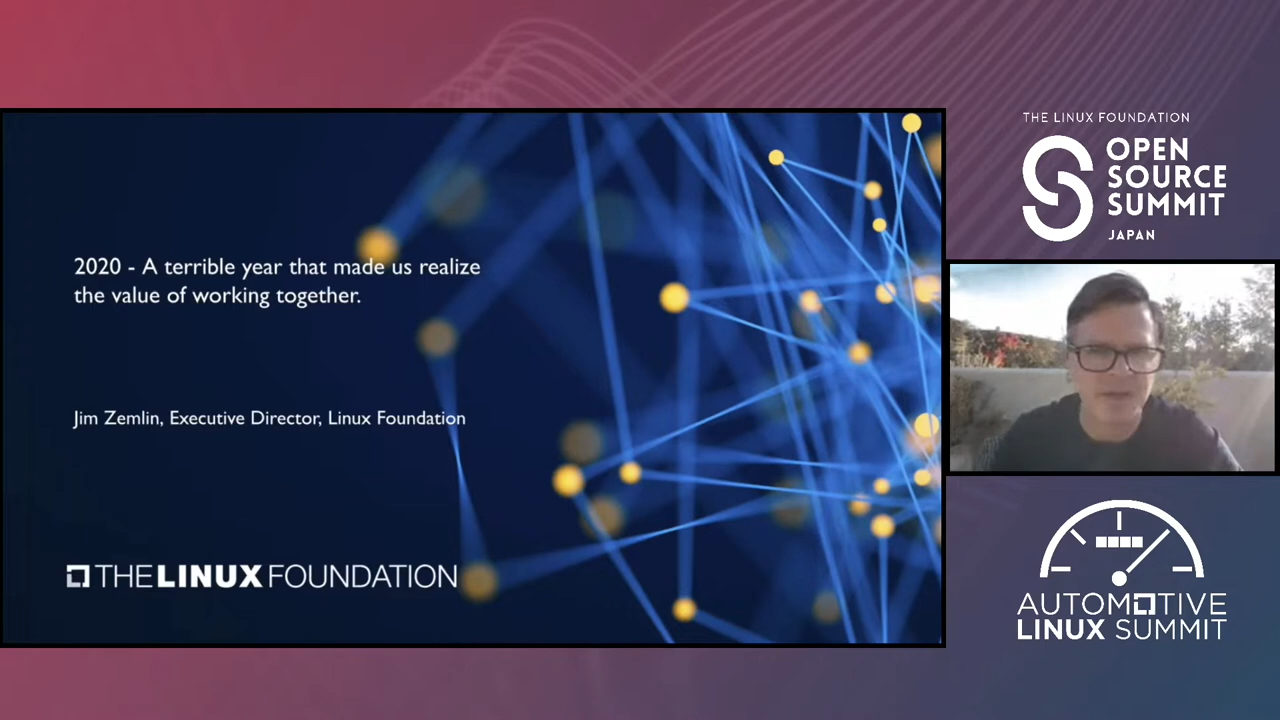 2020 - A terrible year that made us realize
the value of working together.
Jim Zemlin, Executive Director, Linux Foundation
THE LINUX FOUNDATION
THE LINUX FOUNDATION
OPEN
SOURCE
SUMMIT
JAPAN
AUTOMOTIVE
LINUX SUMMIT